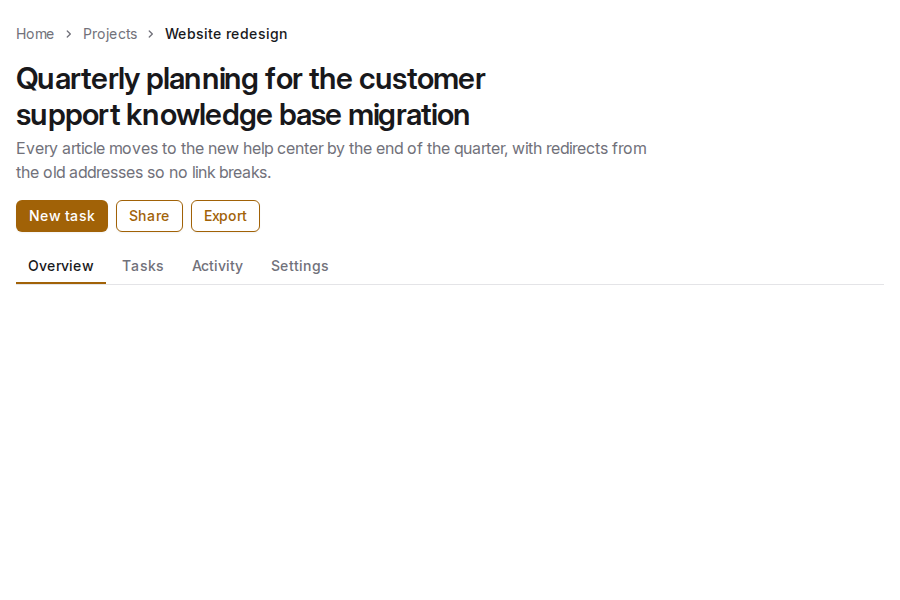 Home > Projects > Website redesign
Quarterly planning for the customer
support knowledge base migration
Every article moves to the new help center by the end of the quarter, with redirects from
the old addresses so no link breaks.
New task Share Export
Overview Tasks Activity Settings